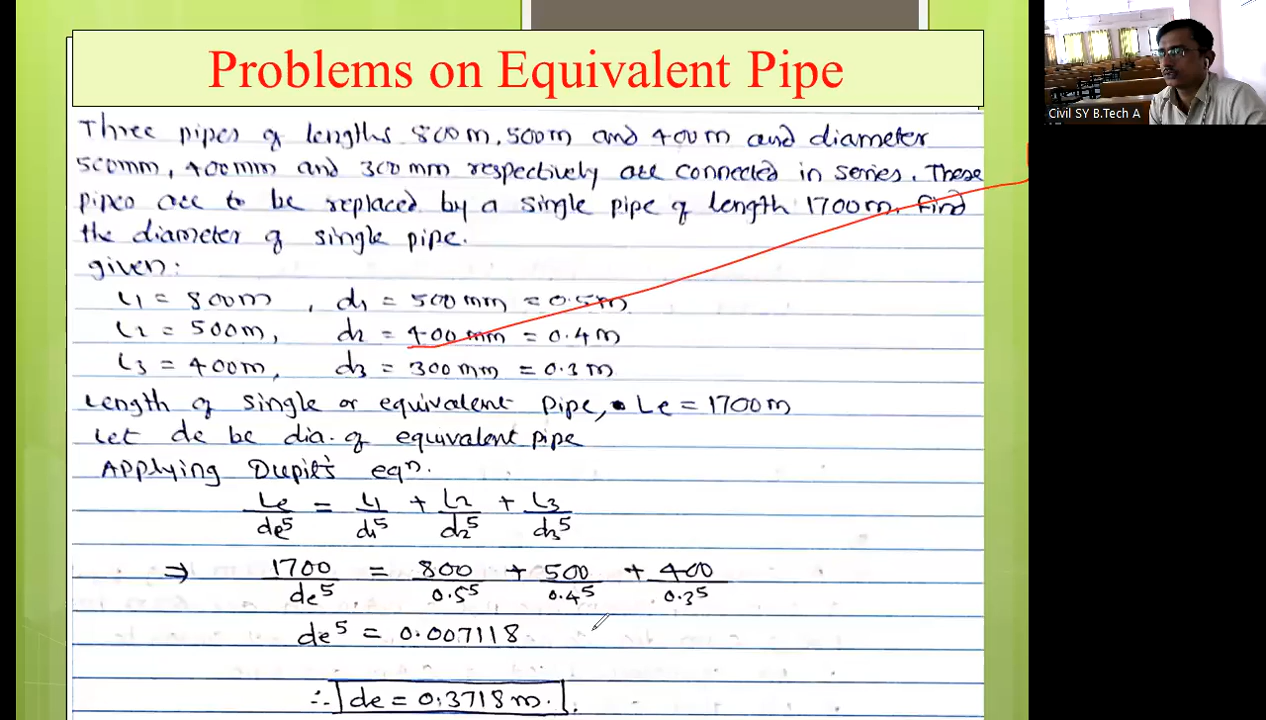 Problems on Equivalent Pipe
Civil SY B.Tech A
Three pipes of lengths 800m, 500m and 400m and diameter
500mm, 400mm and 300mm respectively are connected in series. These
pipes are to be replaced by a single pipe of length 1700m. Find
the diameter of single pipe.
given:
L1 = 800m, d1 = 500mm = 0.5m
L2 = 500m, d2 = 400mm = 0.4m
L3 = 400m, d3 = 300mm = 0.3m
Length of single or equivalent pipe, Le = 1700m
Let de be dia. of equivalent pipe
Applying Dupit's eqn.
Le/de⁵ = L1/d1⁵ + L2/d2⁵ + L3/d3⁵
⇒ 1700/de⁵ = 800/0.5⁵ + 500/0.4⁵ + 400/0.3⁵
de⁵ = 0.007118
∴ de = 0.3718m.